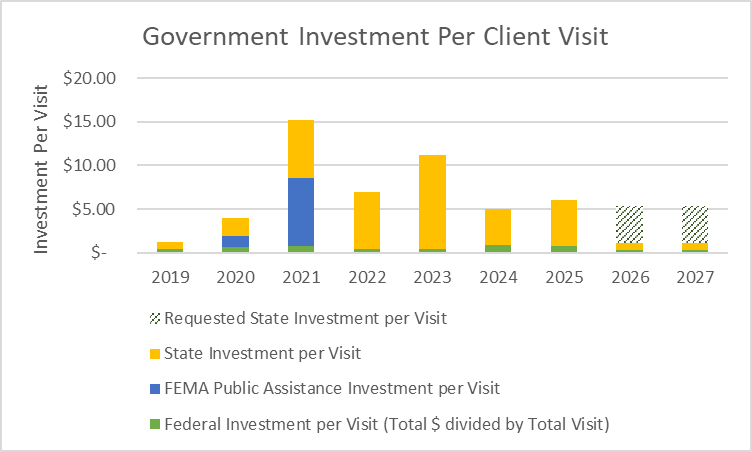 Government Investment Per Client Visit
Investment Per Visit
$20.00
$15.00
$10.00
$5.00
$-
2019 2020 2021 2022 2023 2024 2025 2026 2027
Requested State Investment per Visit
State Investment per Visit
FEMA Public Assistance Investment per Visit
Federal Investment per Visit (Total $ divided by Total Visit)